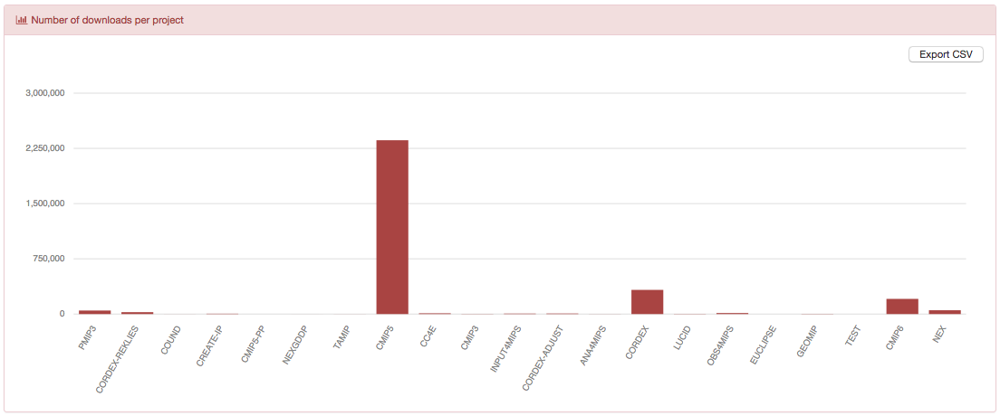 Number of downloads per project
Export CSV
3,000,000
2,250,000
1,500,000
750,000
0
PMIP3
CORDEX-REKLIES
COUND
CREATE-IP
CMIP5-PP
NEXGDDP
TAMIP
CMIP5
CC4E
CMIP3
INPUT4MIPS
CORDEX-ADJUST
ANA4MIPS
CORDEX
LUCID
OBS4MIPS
EUCLIPSE
GEOMIP
TEST
CMIP6
NEX